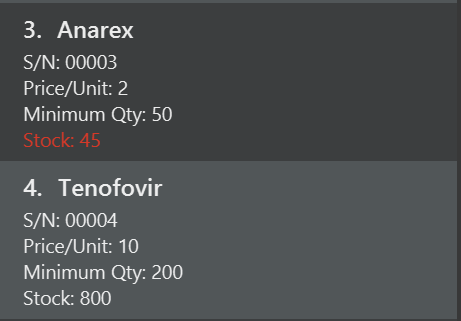 3. Anarex
S/N: 00003
Price/Unit: 2
Minimum Qty: 50
Stock: 45
4. Tenofovir
S/N: 00004
Price/Unit: 10
Minimum Qty: 200
Stock: 800